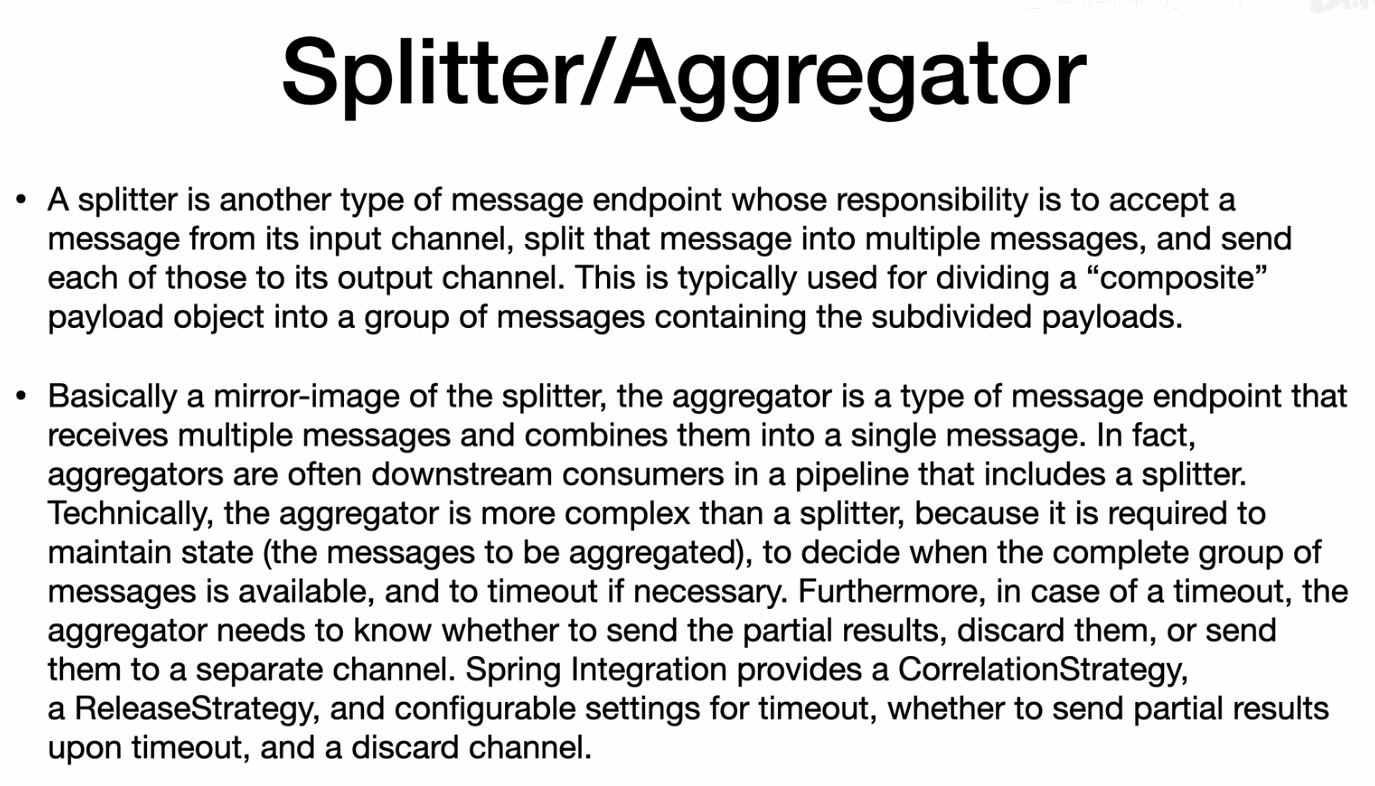 Splitter/Aggregator
• A splitter is another type of message endpoint whose responsibility is to accept a
message from its input channel, split that message into multiple messages, and send
each of those to its output channel. This is typically used for dividing a “composite”
payload object into a group of messages containing the subdivided payloads.
• Basically a mirror-image of the splitter, the aggregator is a type of message endpoint that
receives multiple messages and combines them into a single message. In fact,
aggregators are often downstream consumers in a pipeline that includes a splitter.
Technically, the aggregator is more complex than a splitter, because it is required to
maintain state (the messages to be aggregated), to decide when the complete group of
messages is available, and to timeout if necessary. Furthermore, in case of a timeout, the
aggregator needs to know whether to send the partial results, discard them, or send
them to a separate channel. Spring Integration provides a CorrelationStrategy,
a ReleaseStrategy, and configurable settings for timeout, whether to send partial results
upon timeout, and a discard channel.